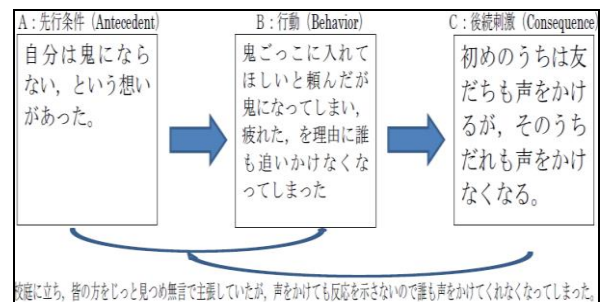 A：先行条件（Antecedent）
自分は鬼になら
ない，という想い
があった。
B：行動（Behavior）
鬼ごっこに入れて
ほしいと頼んだが
鬼になってしまい，
疲れた，を理由に誰
も追いかけなくな
ってしまった
C：後続刺激（Consequence）
初めのうちは友
だちも声をかけ
るが，そのうち
だれも声をかけ
なくなる。
校庭に立ち，皆の方をじっと見つめ無言で主張していたが，声をかけても反応を示さないので誰も声をかけてくれなくなってしまった。